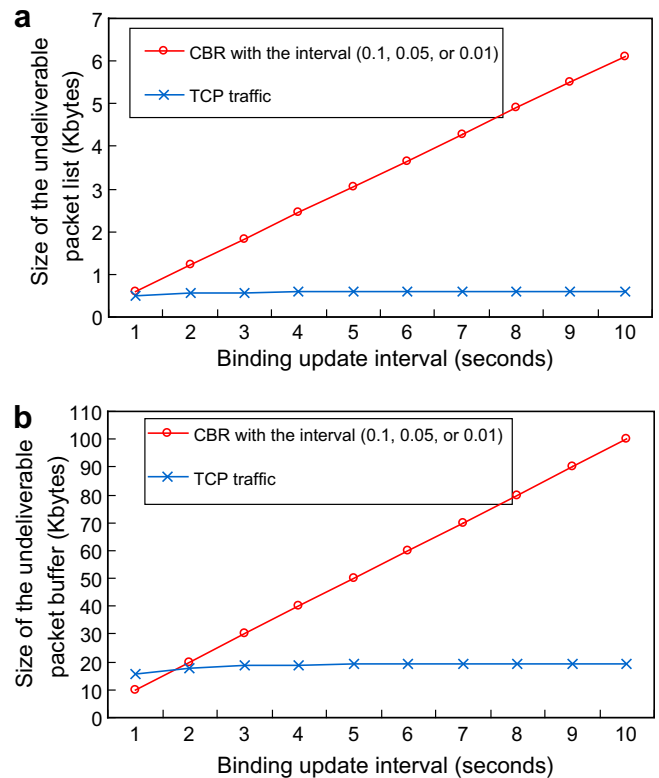 a
7
6
5
4
3
2
1
0
Size of the undeliverable
packet list (Kbytes)
CBR with the interval (0.1, 0.05, or 0.01)
TCP traffic
1 2 3 4 5 6 7 8 9 10
Binding update interval (seconds)
b
110
100
90
80
70
60
50
40
30
20
10
0
Size of the undeliverable
packet buffer (Kbytes)
CBR with the interval (0.1, 0.05, or 0.01)
TCP traffic
1 2 3 4 5 6 7 8 9 10
Binding update interval (seconds)